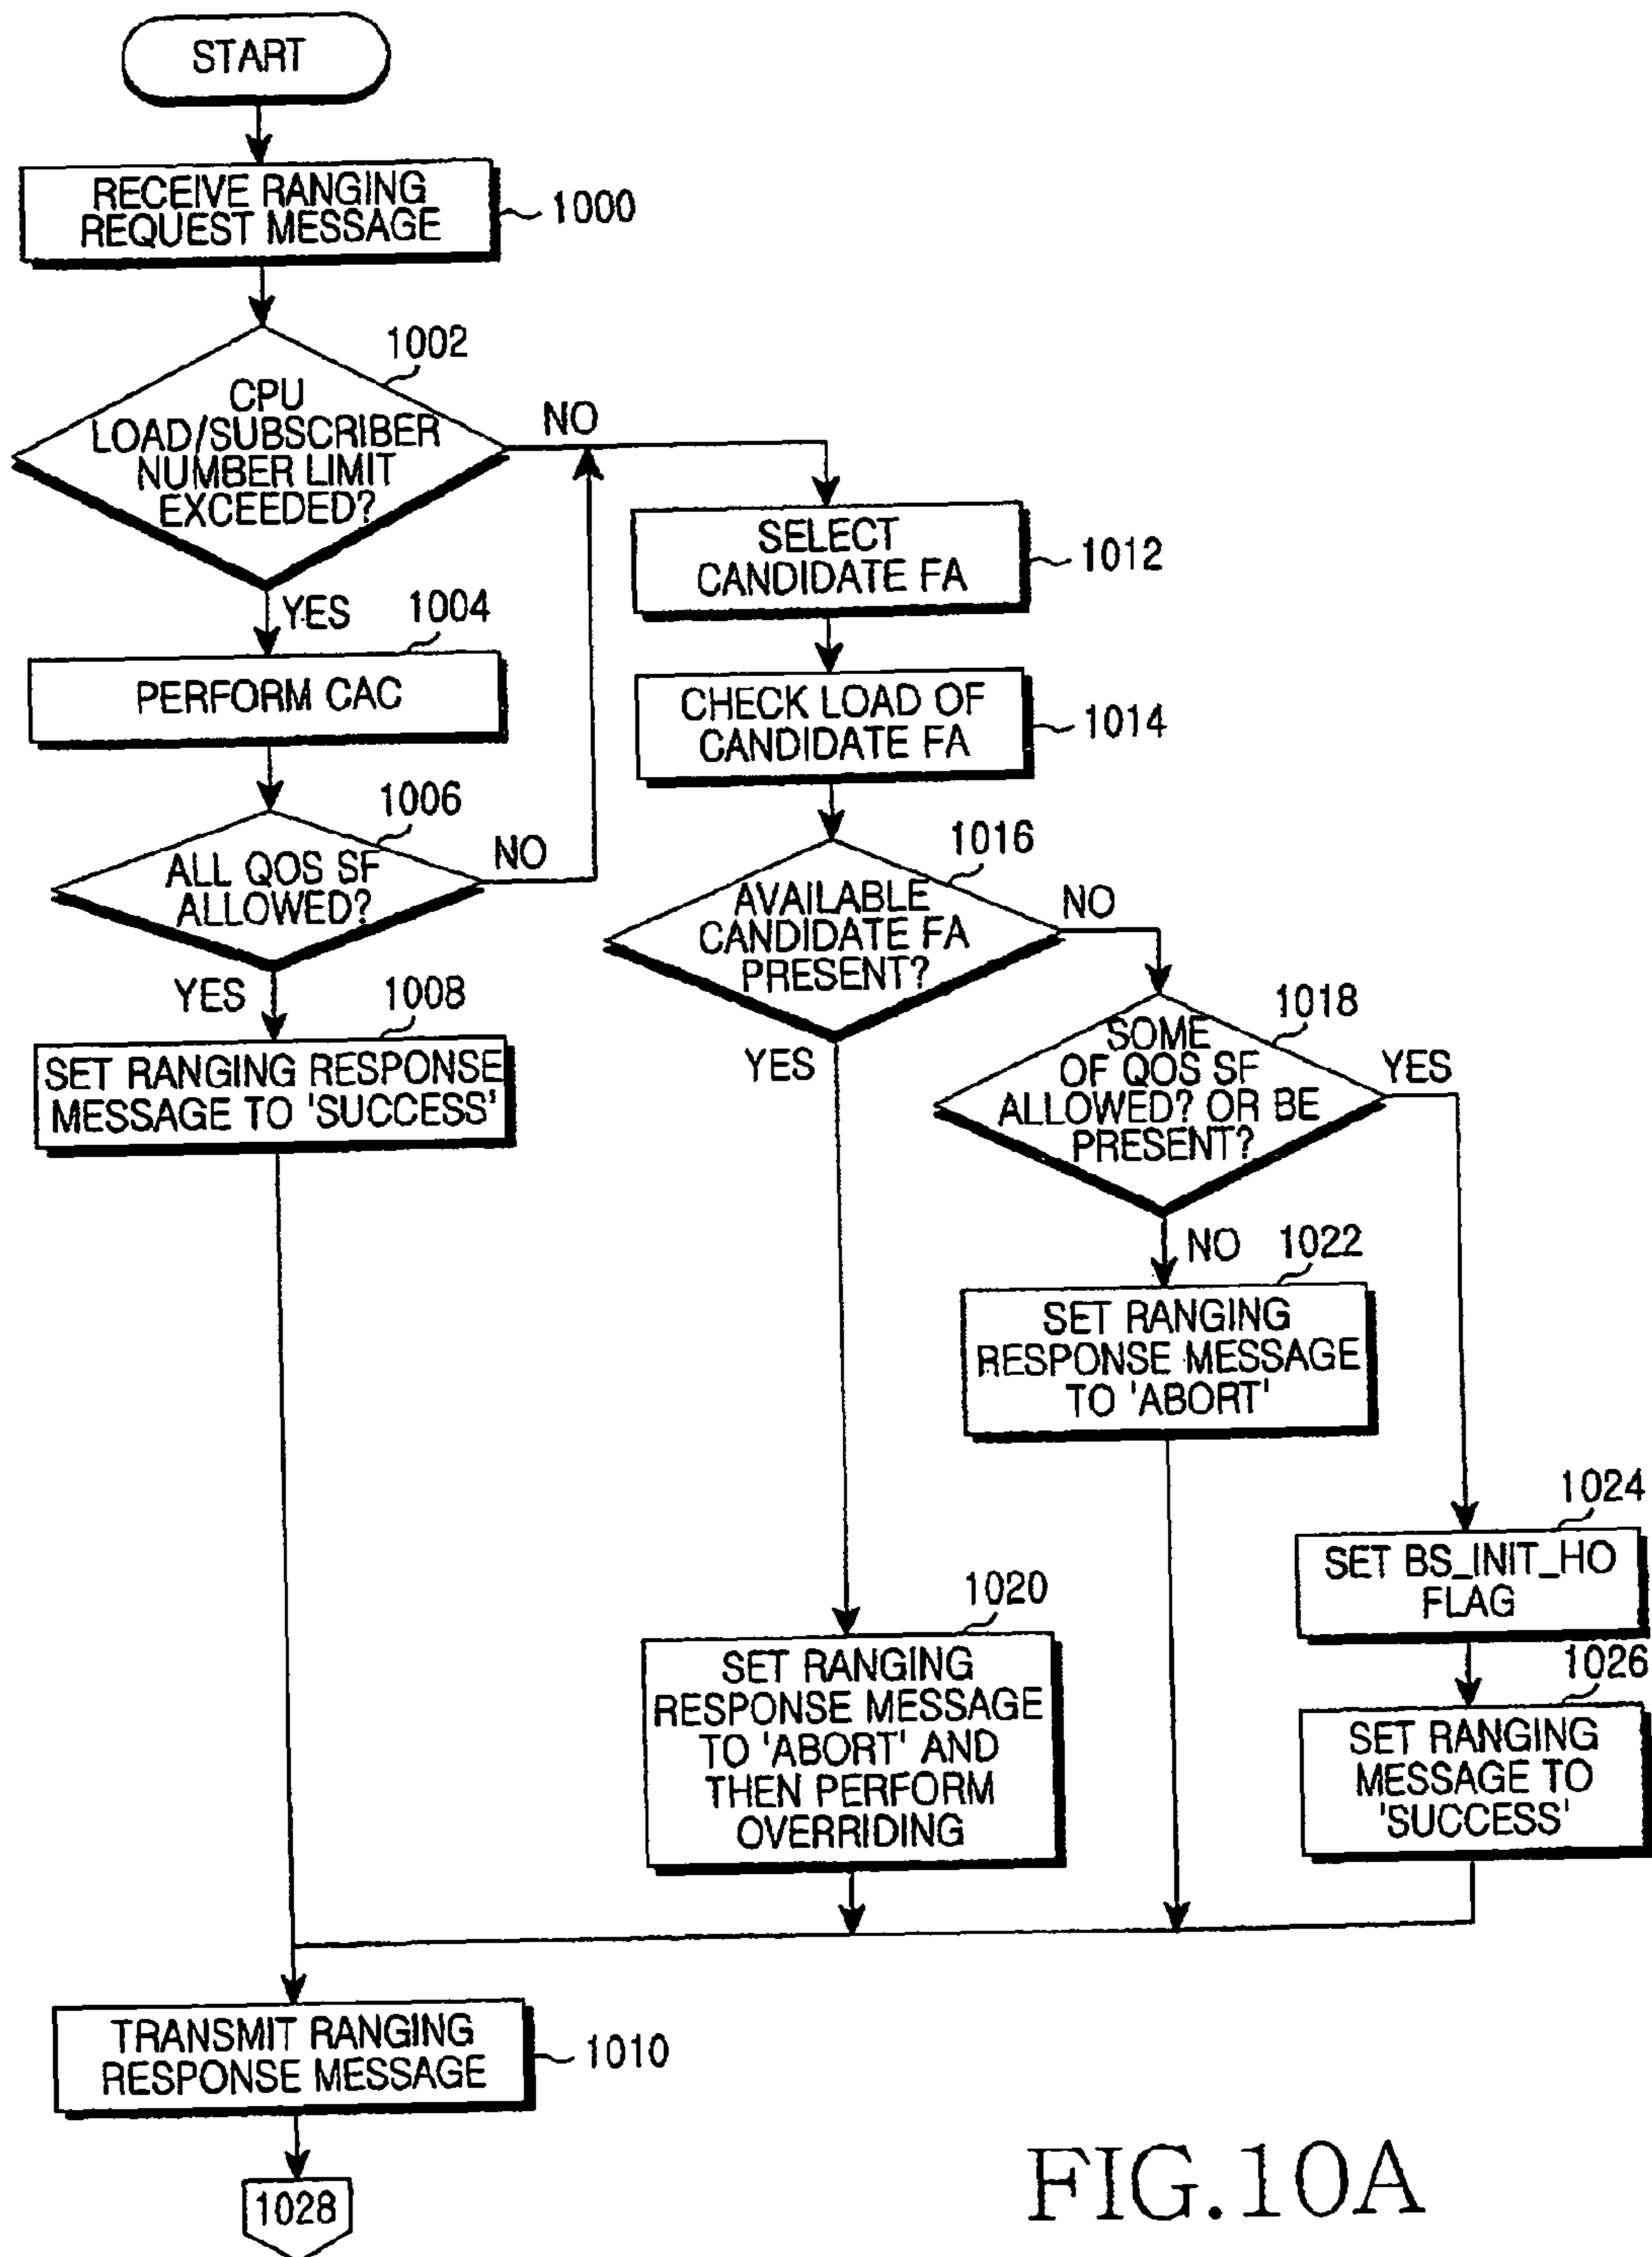 START
RECEIVE RANGING
REQUEST MESSAGE
1000
1002
CPU
LOAD/SUBSCRIBER
NUMBER LIMIT
EXCEEDED?
NO
YES
1004
PERFORM CAC
1006
ALL QOS SF
ALLOWED?
NO
YES
1008
SET RANGING RESPONSE
MESSAGE TO 'SUCCESS'
SELECT
CANDIDATE FA
1012
CHECK LOAD OF
CANDIDATE FA
1014
1016
AVAILABLE
CANDIDATE FA
PRESENT?
NO
YES
1018
SOME
OF QOS SF
ALLOWED? OR BE
PRESENT?
YES
NO
1022
SET RANGING
RESPONSE MESSAGE
TO 'ABORT'
1024
SET BS_INIT_HO
FLAG
1020
SET RANGING
RESPONSE MESSAGE
TO 'ABORT' AND
THEN PERFORM
OVERRIDING
1026
SET RANGING
MESSAGE TO
'SUCCESS'
TRANSMIT RANGING
RESPONSE MESSAGE
1010
1028
FIG.10A